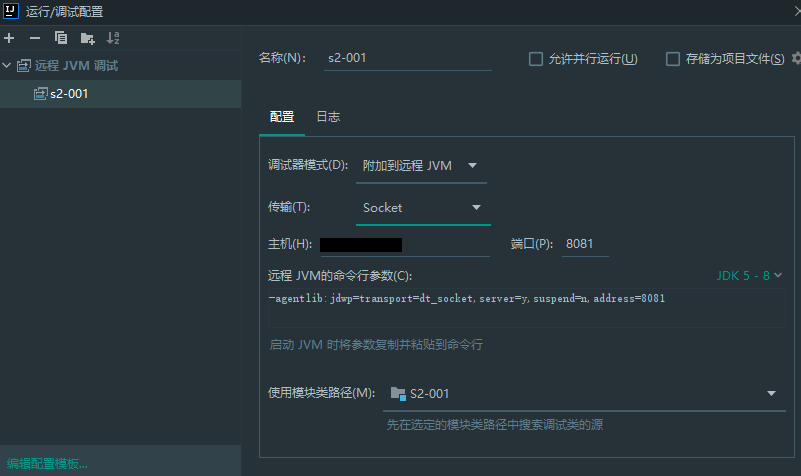 运行/调试配置
远程 JVM 调试
s2-001
编辑配置模板...
名称(N): s2-001 允许并行运行(U) 存储为项目文件(S)
配置 日志
调试器模式(D): 附加到远程 JVM
传输(T): Socket
主机(H): 端口(P): 8081
远程 JVM的命令行参数(C): JDK 5 - 8
-agentlib:jdwp=transport=dt_socket,server=y,suspend=n,address=8081
启动 JVM 时将参数复制并粘贴到命令行
使用模块类路径(M): S2-001
先在选定的模块类路径中搜索调试类的源